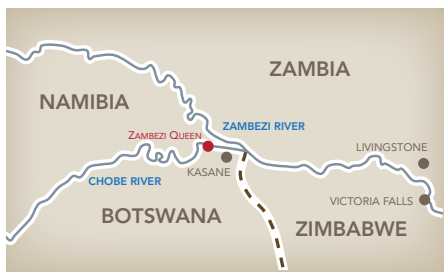 ZAMBIA
NAMIBIA
ZAMBEZI QUEEN
ZAMBEZI RIVER
LIVINGSTONE
KASANE
CHOBE RIVER
VICTORIA FALLS
BOTSWANA
ZIMBABWE